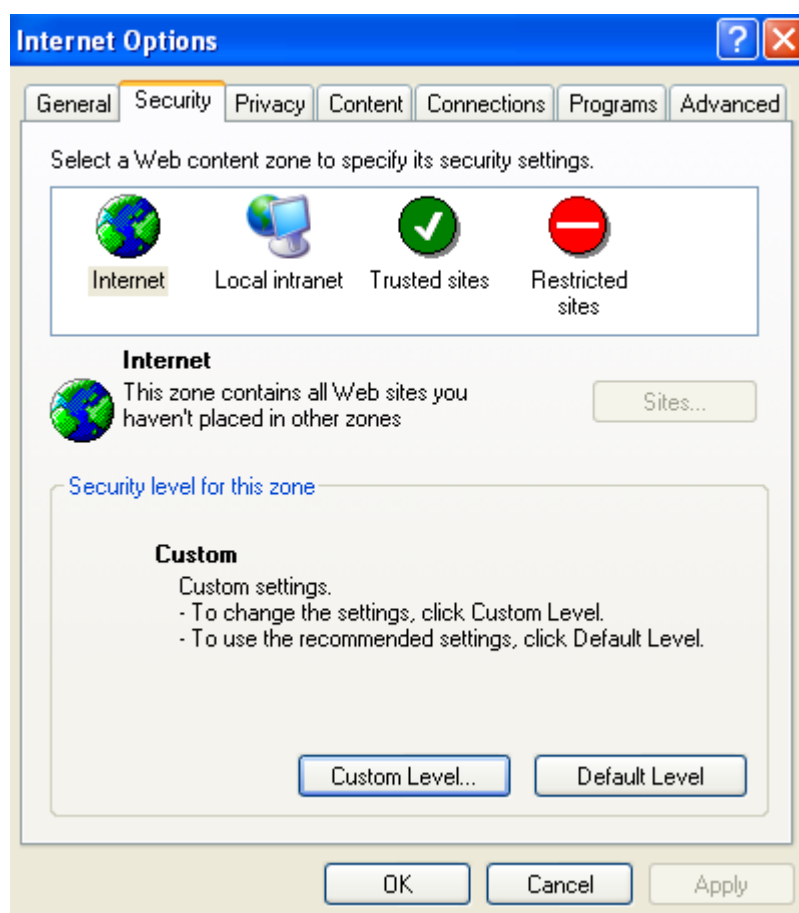 Internet Options
General Security Privacy Content Connections Programs Advanced
Select a Web content zone to specify its security settings.
Internet Local intranet Trusted sites Restricted
sites
Internet
This zone contains all Web sites you
haven't placed in other zones
Sites...
Security level for this zone
Custom
Custom settings.
- To change the settings, click Custom Level.
- To use the recommended settings, click Default Level.
Custom Level... Default Level
OK Cancel Apply